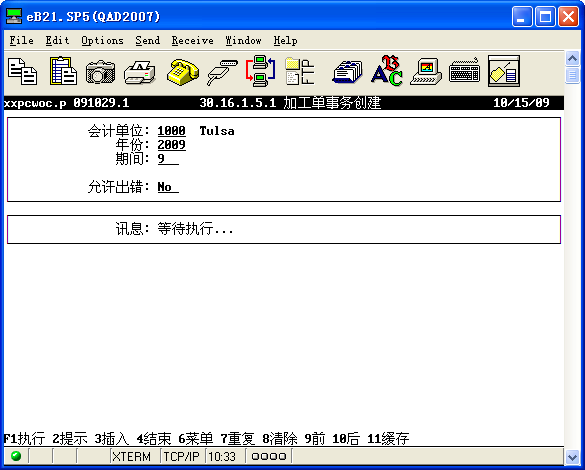 eB21.SP5(QAD2007)
File Edit Options Send Receive Window Help
xxpcwoc.p 091029.1 30.16.1.5.1 加工单事务创建 10/15/09
会计单位: 1000 Tulsa
年份: 2009
期间: 9
允许出错: No
讯息: 等待执行...
F1执行 2提示 3插入 4结束 6菜单 7重复 8清除 9前 10后 11缓存
XTERM TCP/IP 10:33